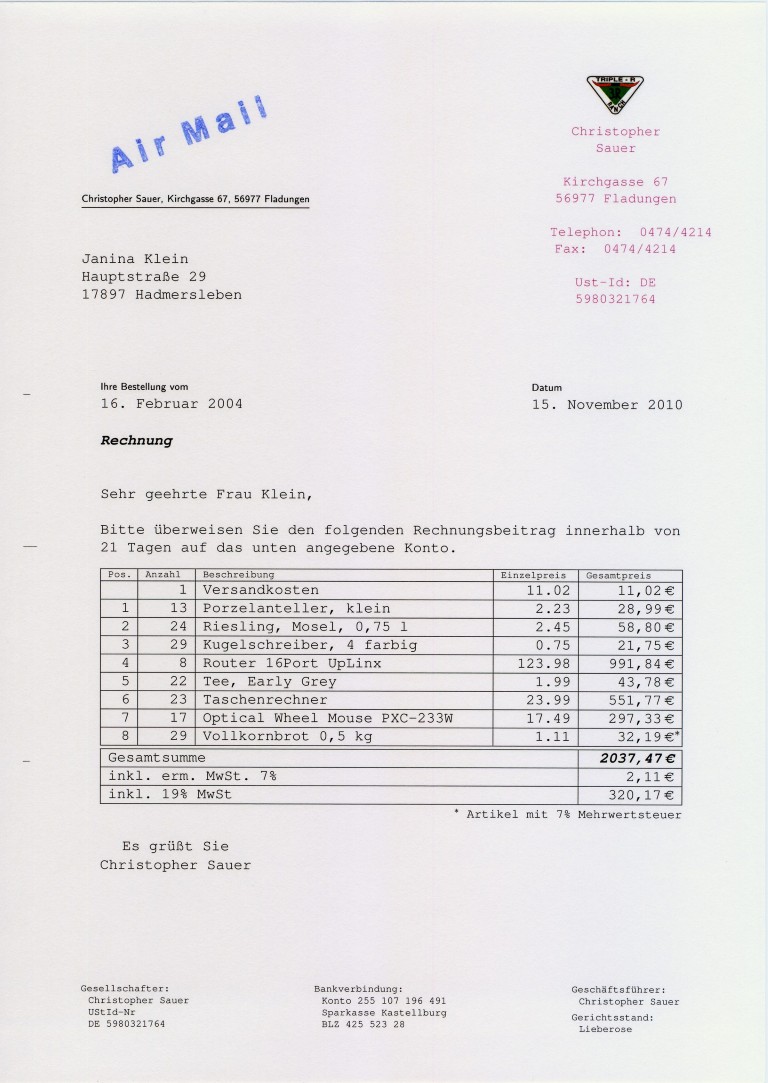 TRIPLE-R
RANCH
Air Mail
Christopher
Sauer
Kirchgasse 67
56977 Fladungen
Christopher Sauer, Kirchgasse 67, 56977 Fladungen
Telephon: 0474/4214
Fax: 0474/4214
Ust-Id: DE
5980321764
Janina Klein
Hauptstraße 29
17897 Hadmersleben
Ihre Bestellung vom Datum
16. Februar 2004 15. November 2010
Rechnung
Sehr geehrte Frau Klein,
Bitte überweisen Sie den folgenden Rechnungsbeitrag innerhalb von
21 Tagen auf das unten angegebene Konto.
Pos. Anzahl Beschreibung Einzelpreis Gesamtpreis
1 Versandkosten 11.02 11,02€
1 13 Porzelanteller, klein 2.23 28,99€
2 24 Riesling, Mosel, 0,75 l 2.45 58,80€
3 29 Kugelschreiber, 4 farbig 0.75 21,75€
4 8 Router 16Port UpLinx 123.98 991,84€
5 22 Tee, Early Grey 1.99 43,78€
6 23 Taschenrechner 23.99 551,77€
7 17 Optical Wheel Mouse PXC-233W 17.49 297,33€
8 29 Vollkornbrot 0,5 kg 1.11 32,19€*
Gesamtsumme 2037,47€
inkl. erm. MwSt. 7% 2,11€
inkl. 19% MwSt 320,17€
* Artikel mit 7% Mehrwertsteuer
Es grüßt Sie
Christopher Sauer
Gesellschafter:
Christopher Sauer
UStId-Nr
DE 5980321764
Bankverbindung:
Konto 255 107 196 491
Sparkasse Kastellburg
BLZ 425 523 28
Geschäftsführer:
Christopher Sauer
Gerichtsstand:
Lieberose